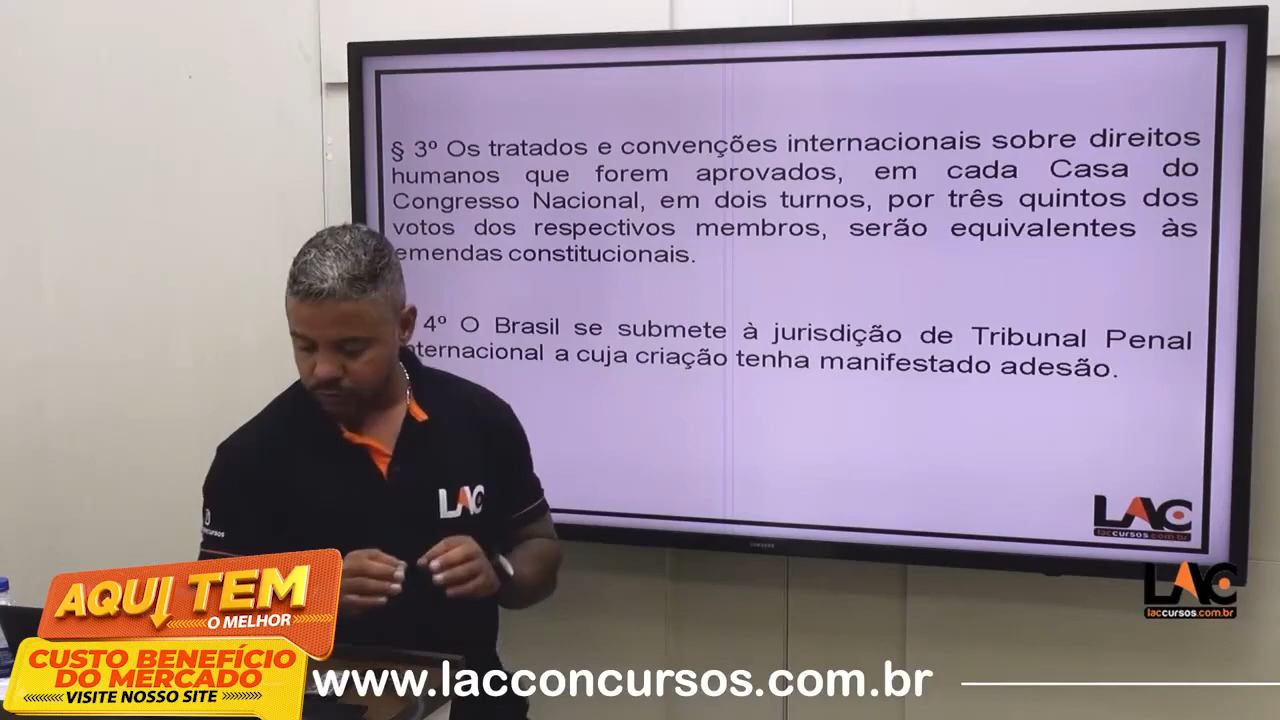 § 3º Os tratados e convenções internacionais sobre direitos
humanos que forem aprovados, em cada Casa do
Congresso Nacional, em dois turnos, por três quintos dos
votos dos respectivos membros, serão equivalentes às
emendas constitucionais.
4º O Brasil se submete à jurisdição de Tribunal Penal
nternacional a cuja criação tenha manifestado adesão.
LAC
LAC
laccursos.com.br
SAMSUNG
LAC
laccursos.com.br
AQUI TEM
O MELHOR
CUSTO BENEFÍCIO
DO MERCADO
VISITE NOSSO SITE
www.lacconcursos.com.br